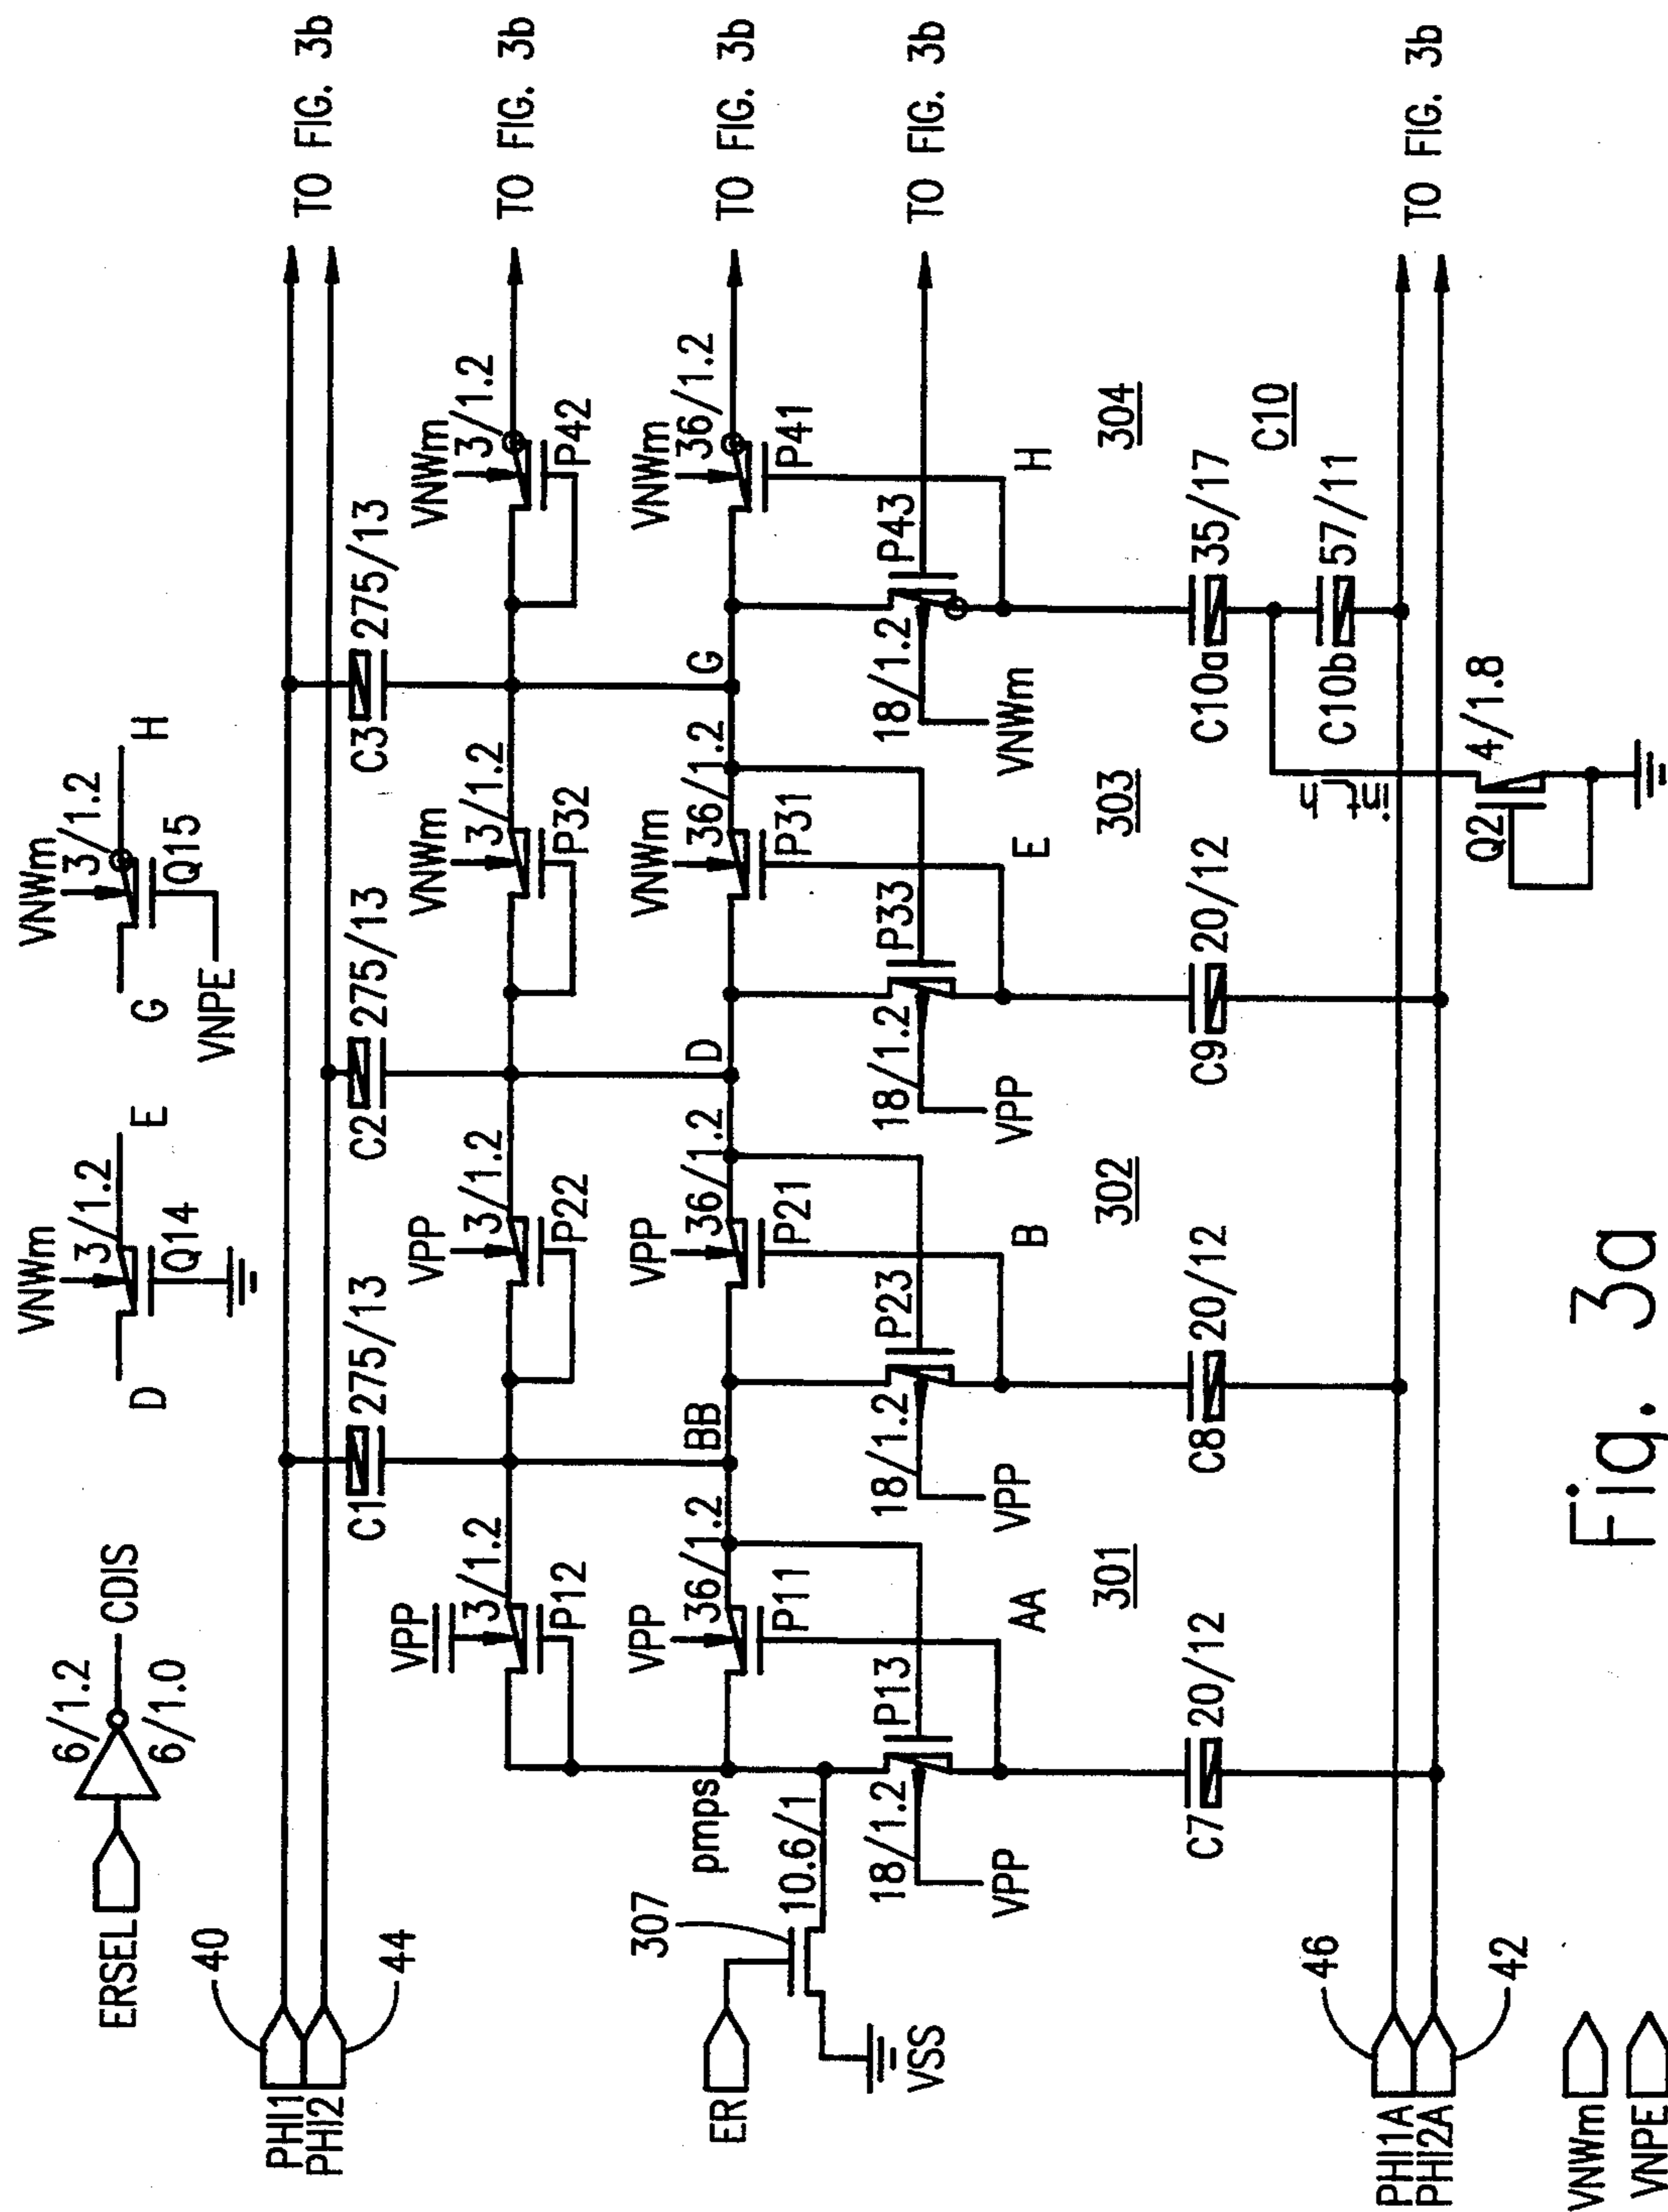 ERSEL
6/1.2
6/1.0
CDIS
VNWm
3/1.2
D
Q14
E
VNWm
3/1.2
G
Q15
H
VNPE
40
PHI1
PHI2
44
TO FIG. 3b
C1 275/13
C2 275/13
C3 275/13
VPP
3/1.2
P12
VPP
3/1.2
P22
VNWm
3/1.2
P32
VNWm
3/1.2
P42
TO FIG. 3b
pmps
VPP
36/1.2
P11
BB
VPP
36/1.2
P21
D
VNWm
36/1.2
P31
G
VNWm
36/1.2
P41
TO FIG. 3b
307
ER
10.6/1
VSS
18/1.2
P13
VPP
AA
18/1.2
P23
VPP
B
18/1.2
P33
VPP
E
18/1.2
P43
VNWm
H
TO FIG. 3b
301
302
303
304
C7 20/12
C8 20/12
C9 20/12
C10a 35/17
C10
C10b 57/11
int_h
46
PHI1A
PHI2A
42
TO FIG. 3b
Q2
4/1.8
VNWm
VNPE
Fig. 3a